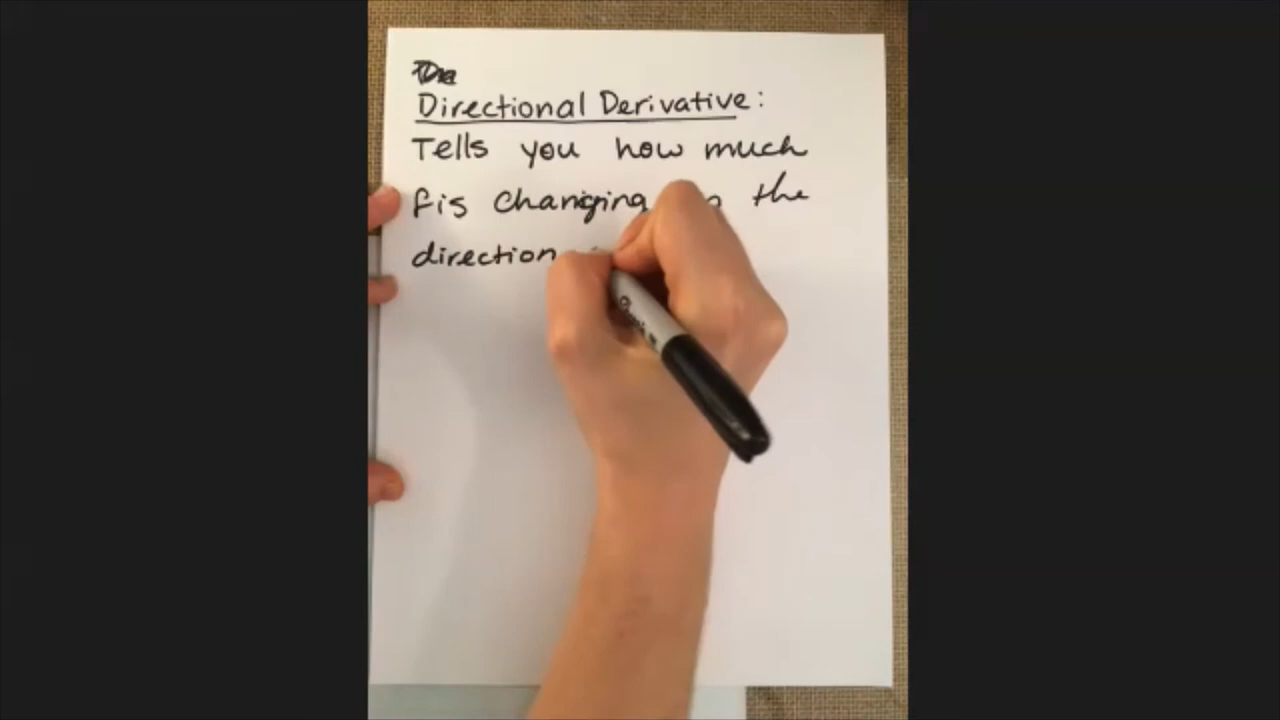 Directional Derivative:
Tells you how much
f is changing the
direction